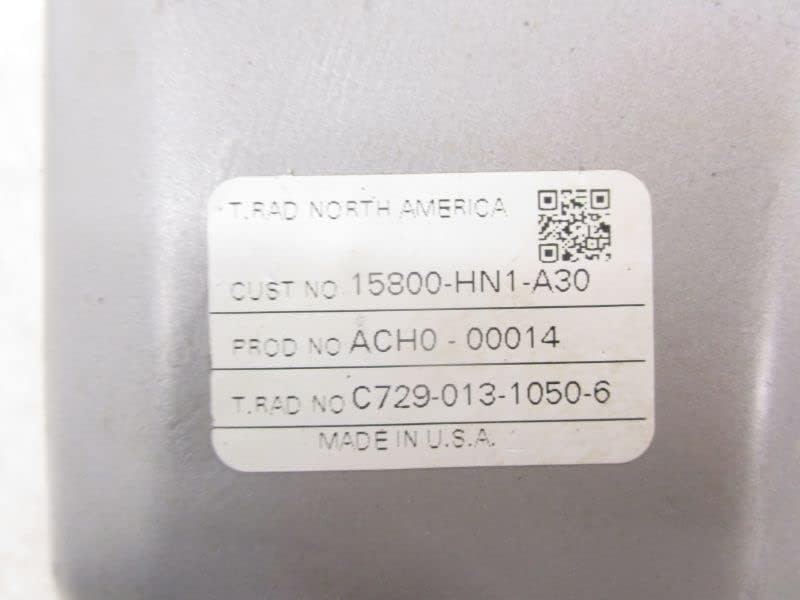 T.RAD NORTH AMERICA
CUST NO 15800-HN1-A30
PROD NO ACH0 - 00014
T.RAD NO C729-013-1050-6
MADE IN U.S.A.